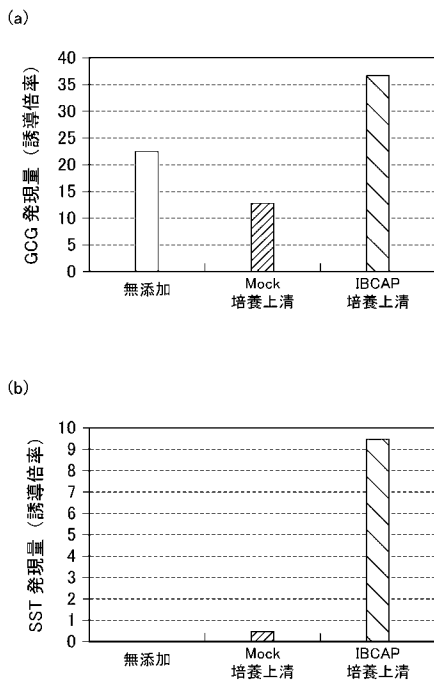 (a)
GCG 発現量（誘導倍率）
40
35
30
25
20
15
10
5
0
無添加
Mock
培養上清
IBCAP
培養上清
(b)
SST 発現量（誘導倍率）
10
9
8
7
6
5
4
3
2
1
0
無添加
Mock
培養上清
IBCAP
培養上清